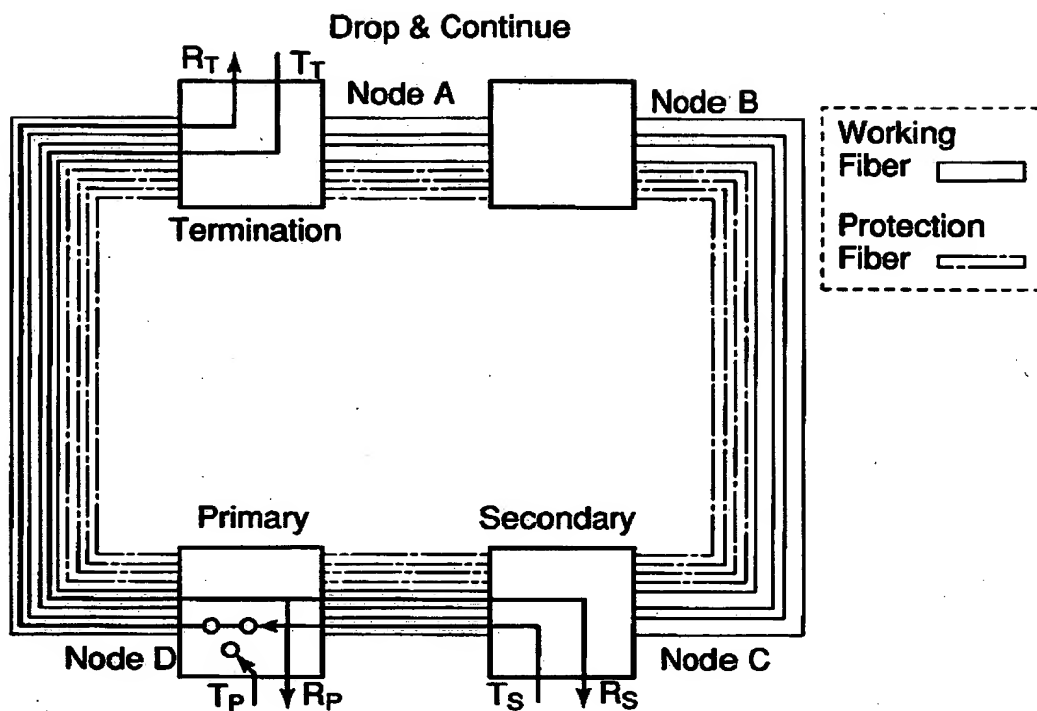 Drop & Continue
RT
TT
Node A
Node B
Termination
Working
Fiber
Protection
Fiber
Primary
Secondary
Node D
Node C
TP
RP
TS
RS